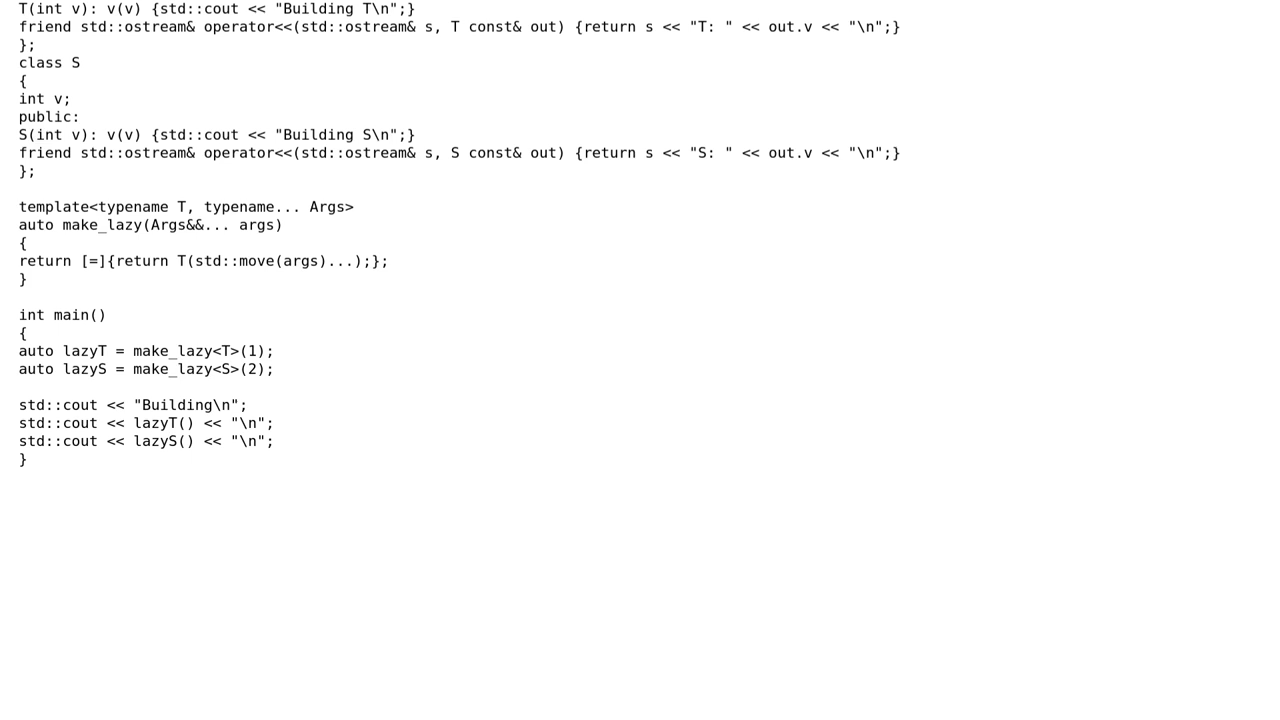 T(int v): v(v) {std::cout << "Building T\n";}
friend std::ostream& operator<<(std::ostream& s, T const& out) {return s << "T: " << out.v << "\n";}
};
class S
{
int v;
public:
S(int v): v(v) {std::cout << "Building S\n";}
friend std::ostream& operator<<(std::ostream& s, S const& out) {return s << "S: " << out.v << "\n";}
};

template<typename T, typename... Args>
auto make_lazy(Args&&... args)
{
return [=]{return T(std::move(args)...);};
}

int main()
{
auto lazyT = make_lazy<T>(1);
auto lazyS = make_lazy<S>(2);

std::cout << "Building\n";
std::cout << lazyT() << "\n";
std::cout << lazyS() << "\n";
}